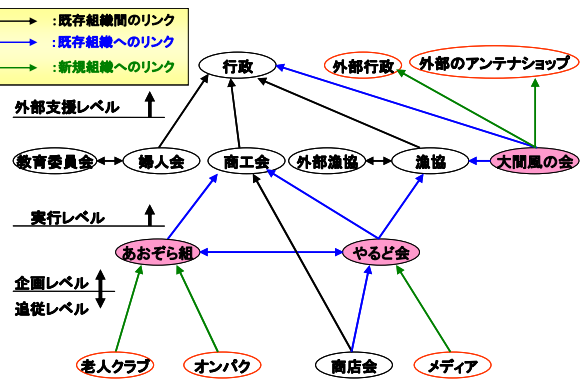 ：既存組織間のリンク
：既存組織へのリンク
：新規組織へのリンク
行政
外部行政
外部のアンテナショップ
外部支援レベル
教育委員会
婦人会
商工会
外部漁協
漁協
大間風の会
実行レベル
あおぞら組
やるど会
企画レベル
追従レベル
老人クラブ
オンパク
商店会
メディア